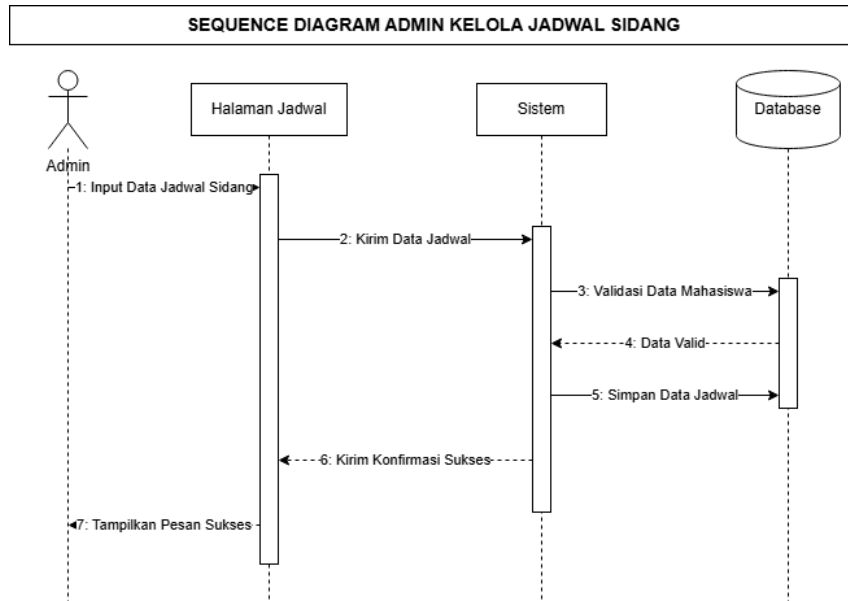 SEQUENCE DIAGRAM ADMIN KELOLA JADWAL SIDANG
Admin
Halaman Jadwal
Sistem
Database
1: Input Data Jadwal Sidang
2: Kirim Data Jadwal
3: Validasi Data Mahasiswa
4: Data Valid
5: Simpan Data Jadwal
6: Kirim Konfirmasi Sukses
7: Tampilkan Pesan Sukses